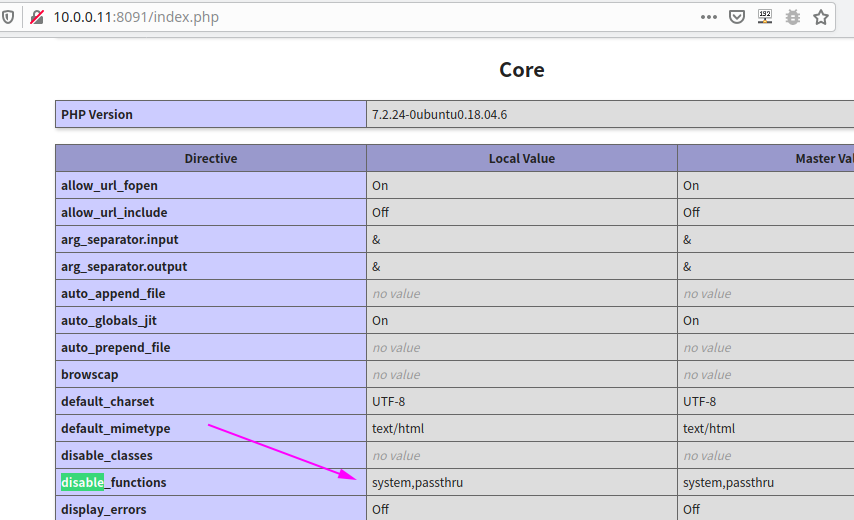 10.0.0.11:8091/index.php
192
Core
PHP Version 7.2.24-0ubuntu0.18.04.6
Directive Local Value Master Val
allow_url_fopen On On
allow_url_include Off Off
arg_separator.input & &
arg_separator.output & &
auto_append_file no value no value
auto_globals_jit On On
auto_prepend_file no value no value
browscap no value no value
default_charset UTF-8 UTF-8
default_mimetype text/html text/html
disable_classes no value no value
disable_functions system,passthru system,passthru
display_errors Off Off